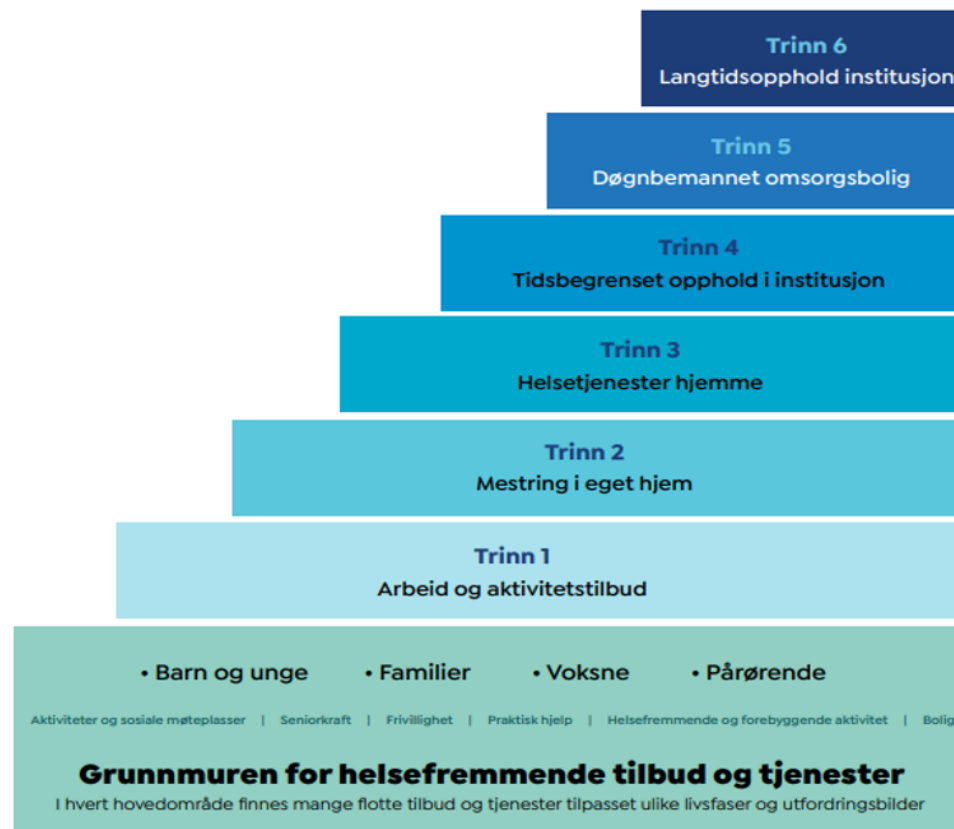 Trinn 6
Langtidsopphold institusjon
Trinn 5
Døgnbemannet omsorgsbolig
Trinn 4
Tidsbegrenset opphold i institusjon
Trinn 3
Helsetjenester hjemme
Trinn 2
Mestring i eget hjem
Trinn 1
Arbeid og aktivitetstilbud
• Barn og unge • Familier • Voksne • Pårørende
Aktiviteter og sosiale møteplasser | Seniorkraft | Frivillighet | Praktisk hjelp | Helsefremmende og forebyggende aktivitet | Bolig
Grunnmuren for helsefremmende tilbud og tjenester
I hvert hovedområde finnes mange flotte tilbud og tjenester tilpasset ulike livsfaser og utfordringsbilder